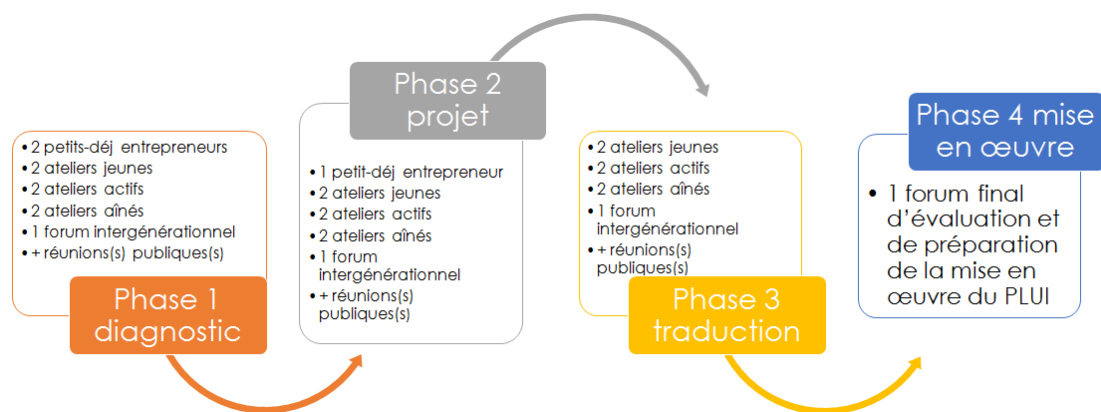 • 2 petits-déj entrepreneurs
• 2 ateliers jeunes
• 2 ateliers actifs
• 2 ateliers aînés
• 1 forum intergénérationnel
• + réunions(s) publiques(s)
Phase 1
diagnostic
Phase 2
projet
• 1 petit-déj entrepreneur
• 2 ateliers jeunes
• 2 ateliers actifs
• 2 ateliers aînés
• 1 forum
intergénérationnel
• + réunions(s)
publiques(s)
• 2 ateliers jeunes
• 2 ateliers actifs
• 2 ateliers aînés
• 1 forum
intergénérationnel
• + réunions(s)
publiques(s)
Phase 3
traduction
Phase 4 mise
en œuvre
• 1 forum final
d'évaluation et
de préparation
de la mise en
œuvre du PLUI